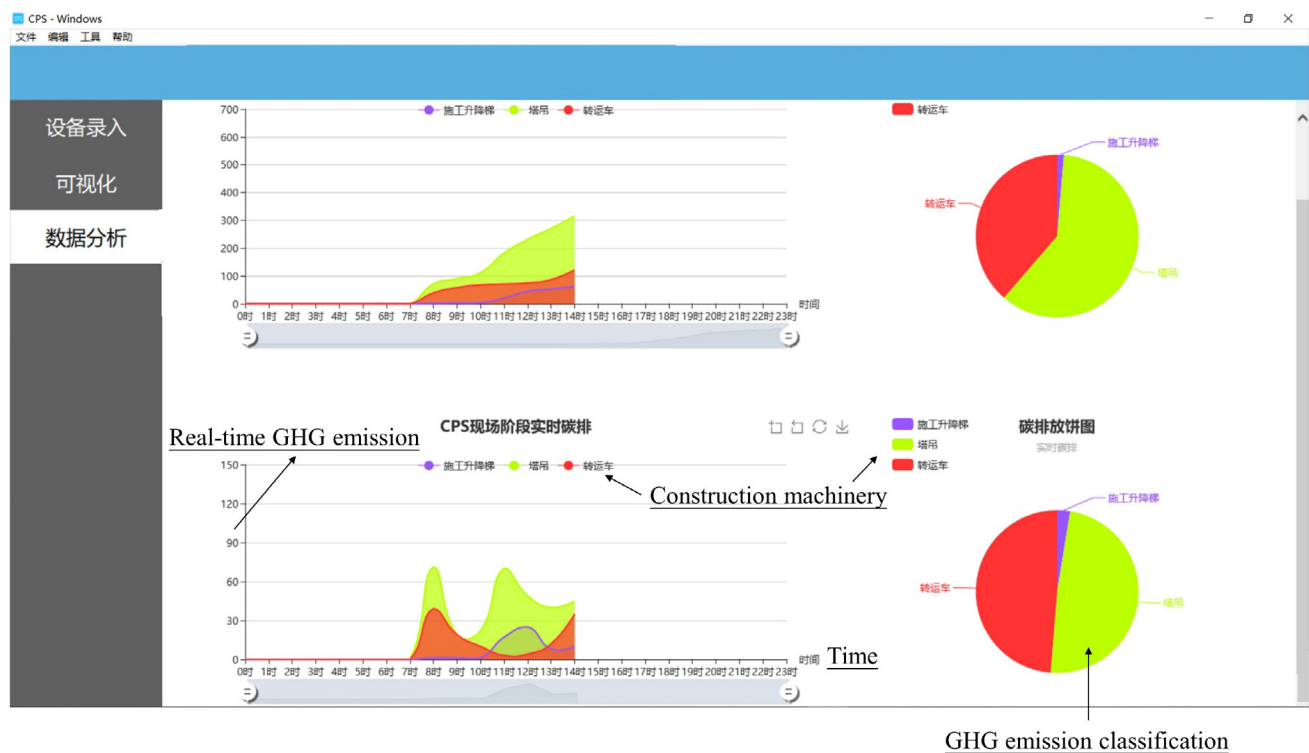 CPS - Windows
文件 编辑 工具 帮助
设备录入
可视化
数据分析
施工升降梯 塔吊 转运车
700
600
500
400
300
200
100
0
0时 1时 2时 3时 4时 5时 6时 7时 8时 9时 10时 11时 12时 13时 14时 15时 16时 17时 18时 19时 20时 21时 22时 23时
时间
转运车
施工升降梯
转运车
塔吊
Real-time GHG emission
CPS现场阶段实时碳排
施工升降梯 塔吊 转运车
150
120
90
60
30
0
0时 1时 2时 3时 4时 5时 6时 7时 8时 9时 10时 11时 12时 13时 14时 15时 16时 17时 18时 19时 20时 21时 22时 23时
时间
Time
Construction machinery
施工升降梯
塔吊
转运车
碳排放饼图
实时碳排
施工升降梯
转运车
塔吊
GHG emission classification